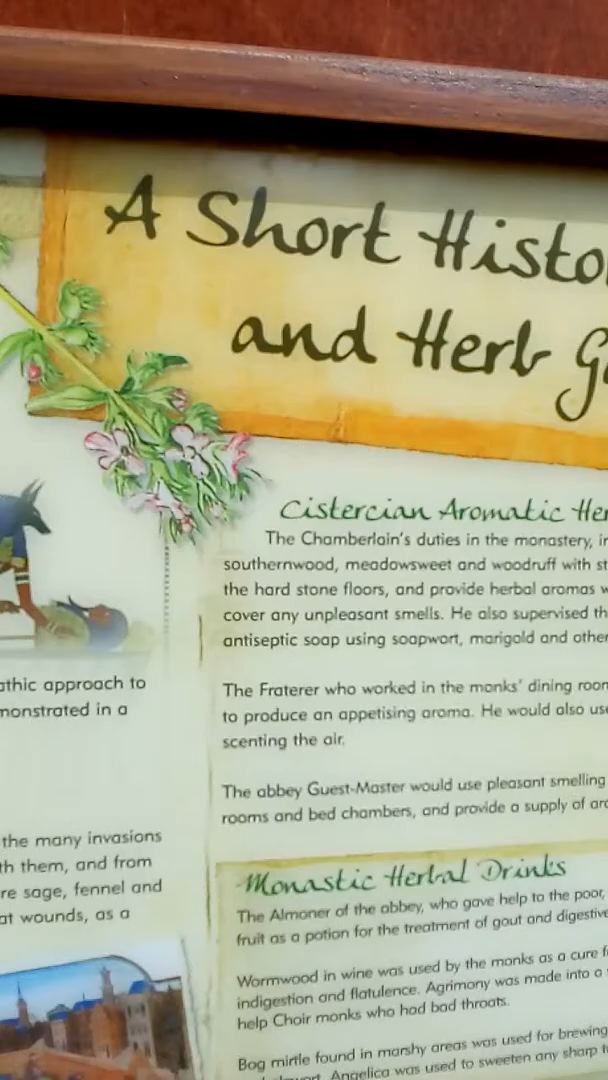 A Short Histo
and Herb G
athic approach to
monstrated in a
the many invasions
th them, and from
re sage, fennel and
at wounds, as a
Cistercian Aromatic Her
The Chamberlain's duties in the monastery, in
southernwood, meadowsweet and woodruff with st
the hard stone floors, and provide herbal aromas w
cover any unpleasant smells. He also supervised th
antiseptic soap using soapwort, marigold and other
The Fraterer who worked in the monks' dining room
to produce an appetising aroma. He would also use
scenting the air.
The abbey Guest-Master would use pleasant smelling
rooms and bed chambers, and provide a supply of aro
Monastic Herbal Drinks
The Almoner of the abbey, who gave help to the poor,
fruit as a potion for the treatment of gout and digestive
Wormwood in wine was used by the monks as a cure f
indigestion and flatulence. Agrimony was made into a
help Choir monks who had bad throats.
Bog mirtle found in marshy areas was used for brewing
Angelica was used to sweeten any sharp